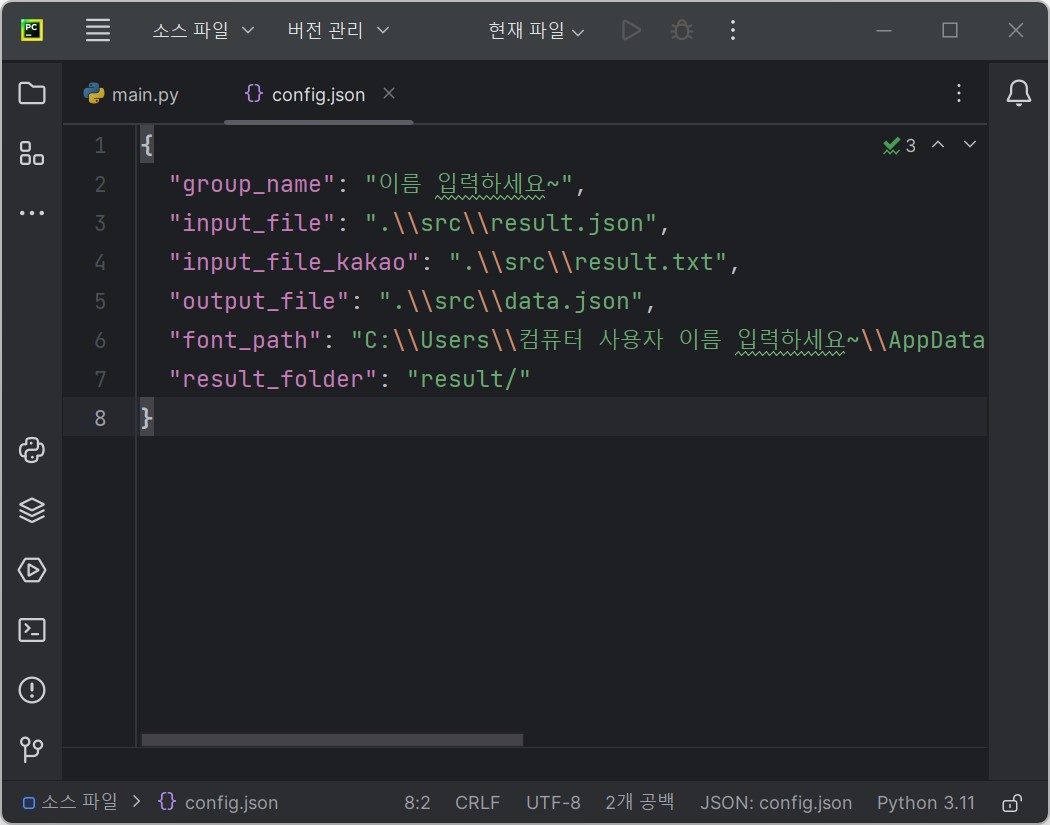 PC
소스 파일 버전 관리 현재 파일
main.py {} config.json
1 { 3
2 "group_name": "이름 입력하세요~",
3 "input_file": ".\\src\\result.json",
4 "input_file_kakao": ".\\src\\result.txt",
5 "output_file": ".\\src\\data.json",
6 "font_path": "C:\\Users\\컴퓨터 사용자 이름 입력하세요~\\AppData
7 "result_folder": "result/"
8 }
소스 파일 > {} config.json 8:2 CRLF UTF-8 2개 공백 JSON: config.json Python 3.11